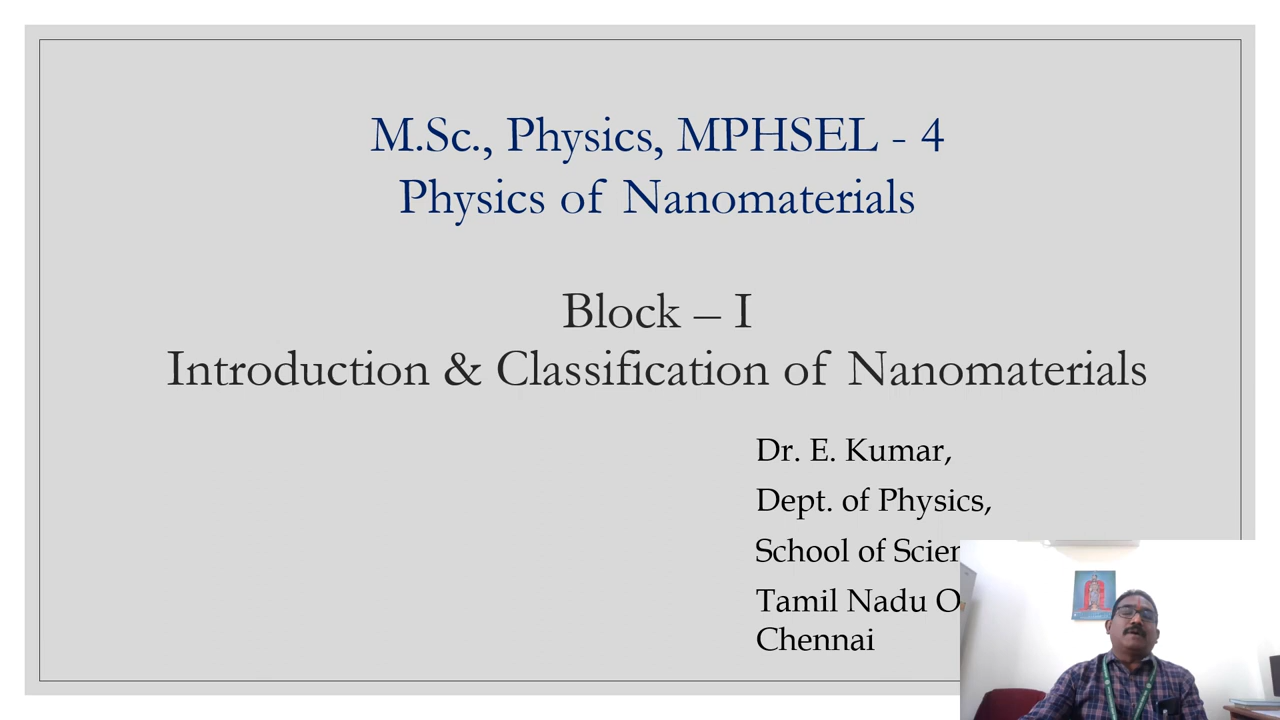 M.Sc., Physics, MPHSEL - 4
Physics of Nanomaterials
Block – I
Introduction & Classification of Nanomaterials
Dr. E. Kumar,
Dept. of Physics,
School of
Tamil Nadu
Chennai